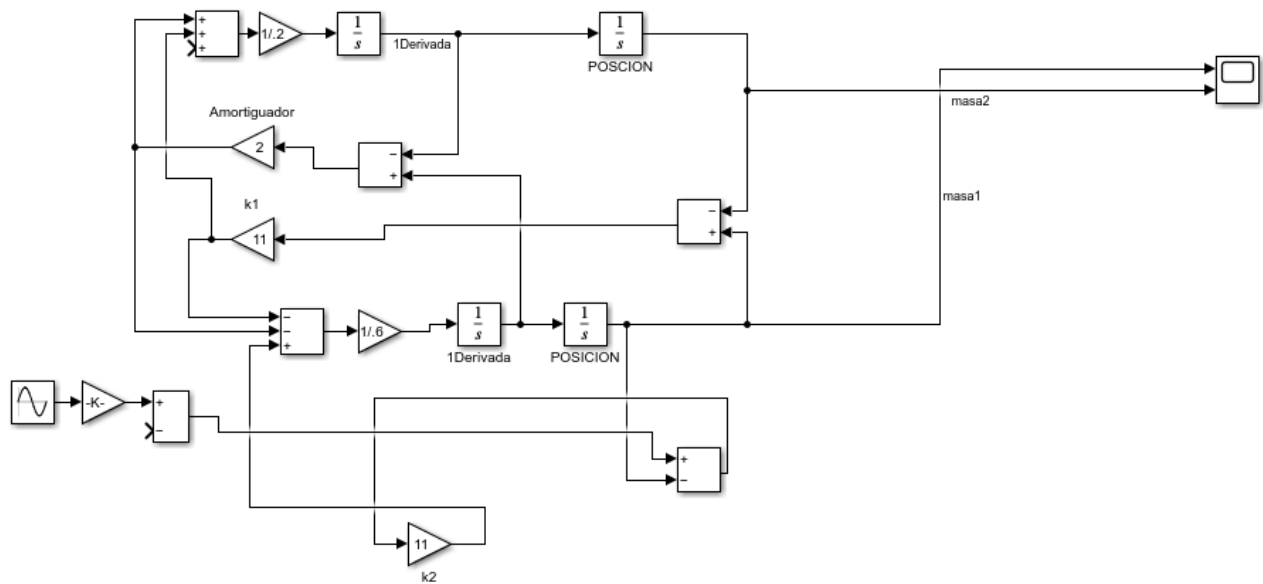 +
+
+
1/.2
1
s
1Derivada
1
s
POSCION
masa2
Amortiguador
2
−
+
masa1
k1
11
−
+
−
−
+
1/.6
1
s
1Derivada
1
s
POSICION
-K-
+
−
+
−
11
k2